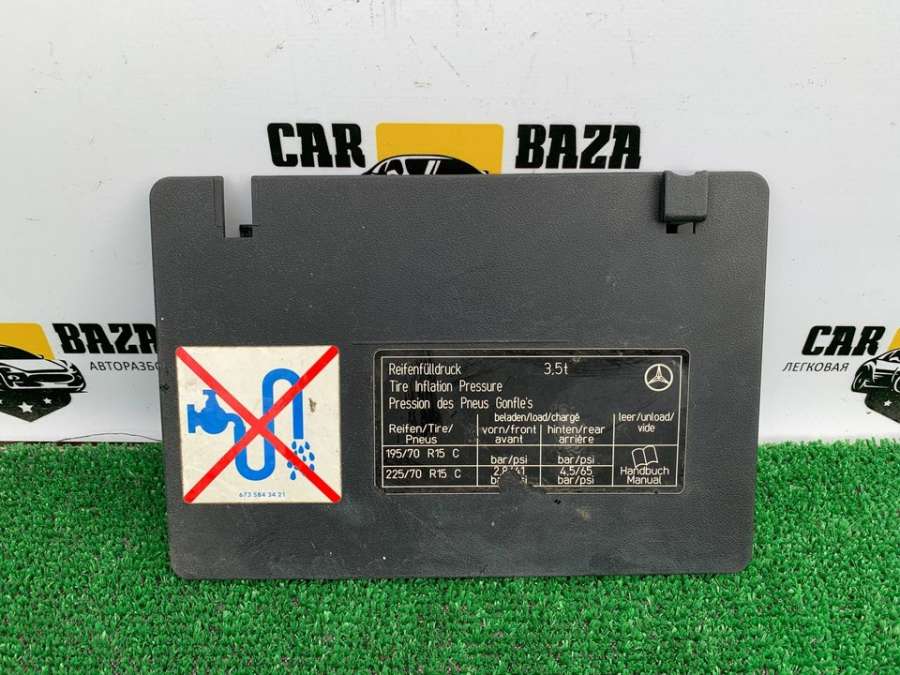 CAR BAZA
BAZA
АВТОРАЗБО
CAR
ЛЕГКОВАЯ
Reifenfülldruck 3,5t
Tire Inflation Pressure
Pression des Pneus Gonfle's
beladen/load/chargé leer/unload/
Reifen/Tire/ vorn/front hinten/rear vide
Pneus avant arrière
195/70 R15 C bar/psi bar/psi
225/70 R15 C 4,5/65 Handbuch
bar/psi Manual
673 584 34 21